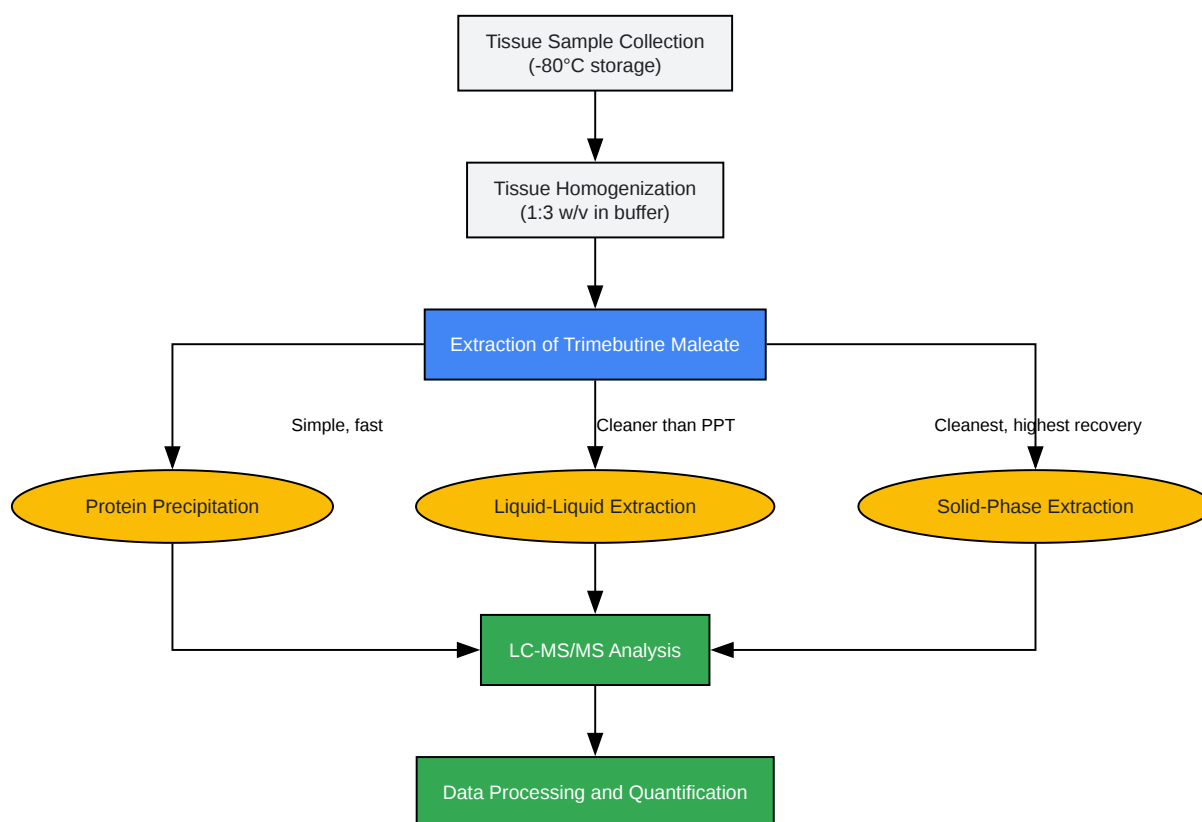 Tissue Sample Collection
(-80°C storage)
Tissue Homogenization
(1:3 w/v in buffer)
Extraction of Trimebutine Maleate
Simple, fast
Cleaner than PPT
Cleanest, highest recovery
Protein Precipitation
Liquid-Liquid Extraction
Solid-Phase Extraction
LC-MS/MS Analysis
Data Processing and Quantification